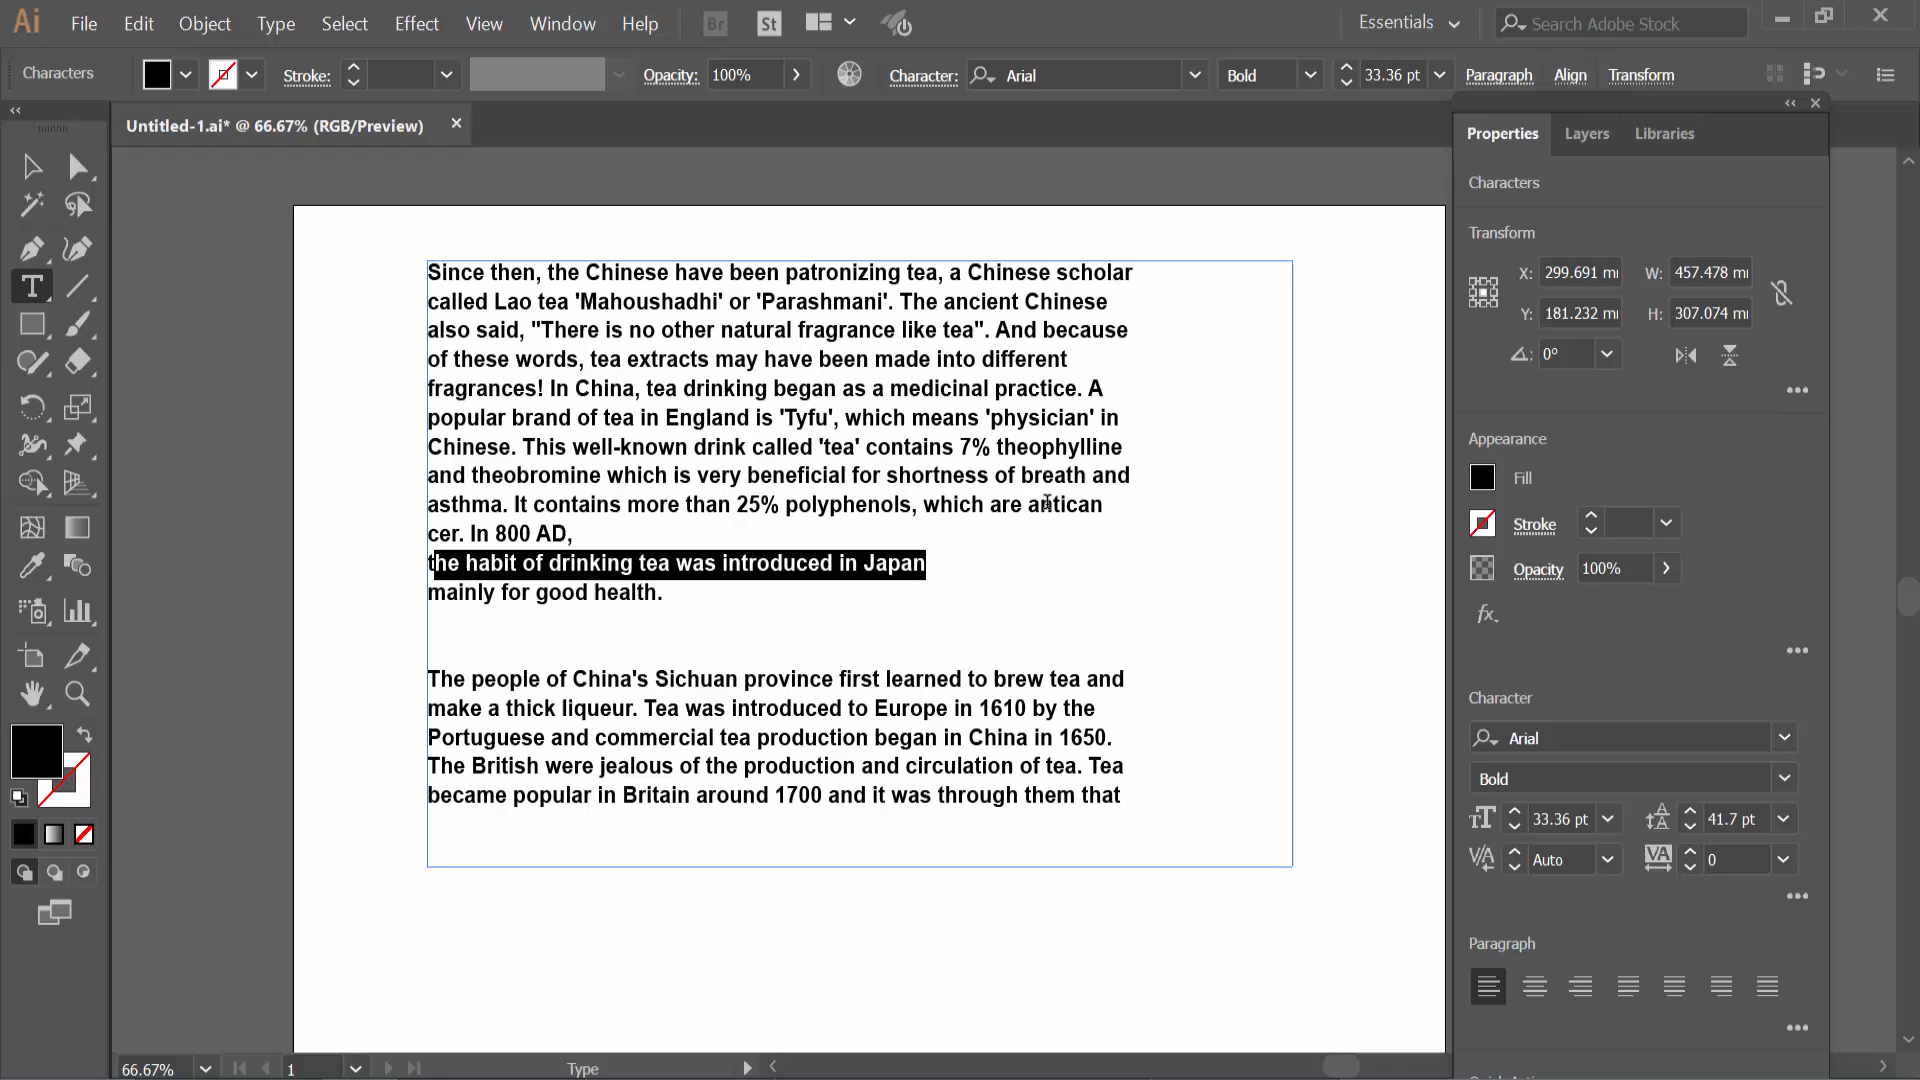 Ai File Edit Object Type Select Effect View Window Help Br St Essentials Search Adobe Stock
Characters Stroke: Opacity: 100% Character: Arial Bold 33.36 pt Paragraph Align Transform
Untitled-1.ai* @ 66.67% (RGB/Preview)
Since then, the Chinese have been patronizing tea, a Chinese scholar
called Lao tea 'Mahoushadhi' or 'Parashmani'. The ancient Chinese
also said, "There is no other natural fragrance like tea". And because
of these words, tea extracts may have been made into different
fragrances! In China, tea drinking began as a medicinal practice. A
popular brand of tea in England is 'Tyfu', which means 'physician' in
Chinese. This well-known drink called 'tea' contains 7% theophylline
and theobromine which is very beneficial for shortness of breath and
asthma. It contains more than 25% polyphenols, which are antican
cer. In 800 AD,
the habit of drinking tea was introduced in Japan
mainly for good health.
The people of China's Sichuan province first learned to brew tea and
make a thick liqueur. Tea was introduced to Europe in 1610 by the
Portuguese and commercial tea production began in China in 1650.
The British were jealous of the production and circulation of tea. Tea
became popular in Britain around 1700 and it was through them that
Properties Layers Libraries
Characters
Transform
X: 299.691 m W: 457.478 m
Y: 181.232 m H: 307.074 m
0°
Appearance
Fill
Stroke
Opacity 100%
fx
Character
Arial
Bold
33.36 pt 41.7 pt
Auto 0
Paragraph
66.67% 1 Type